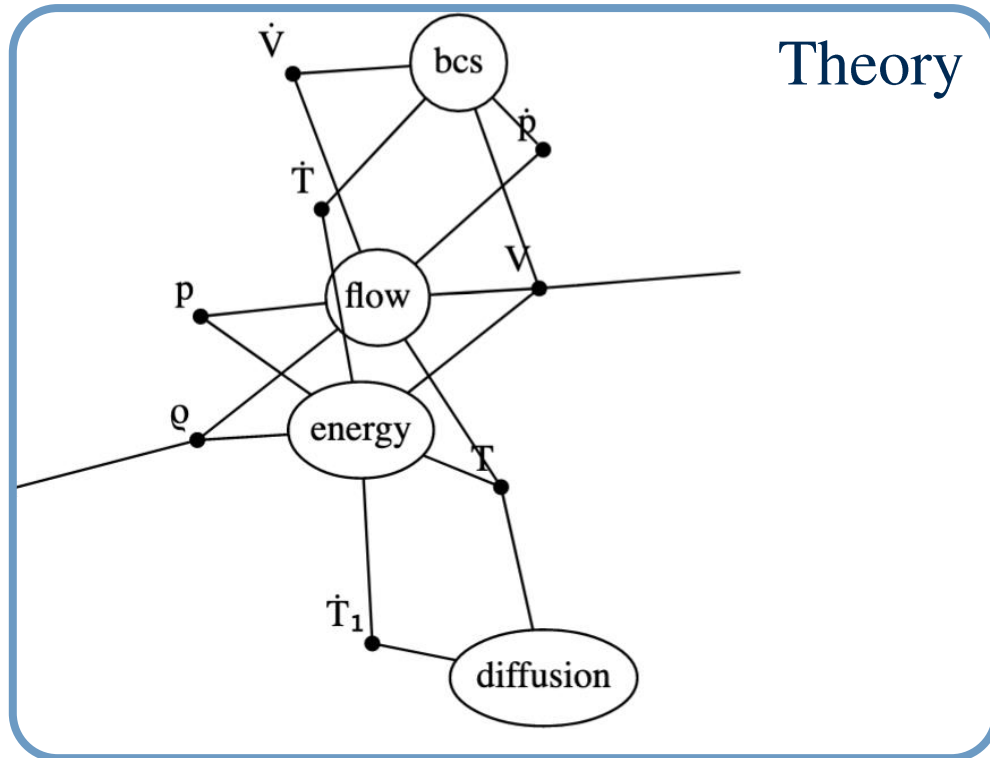 Theory
V̇
bcs
ṗ
Ṫ
V
flow
p
ϱ
energy
T
Ṫ₁
diffusion